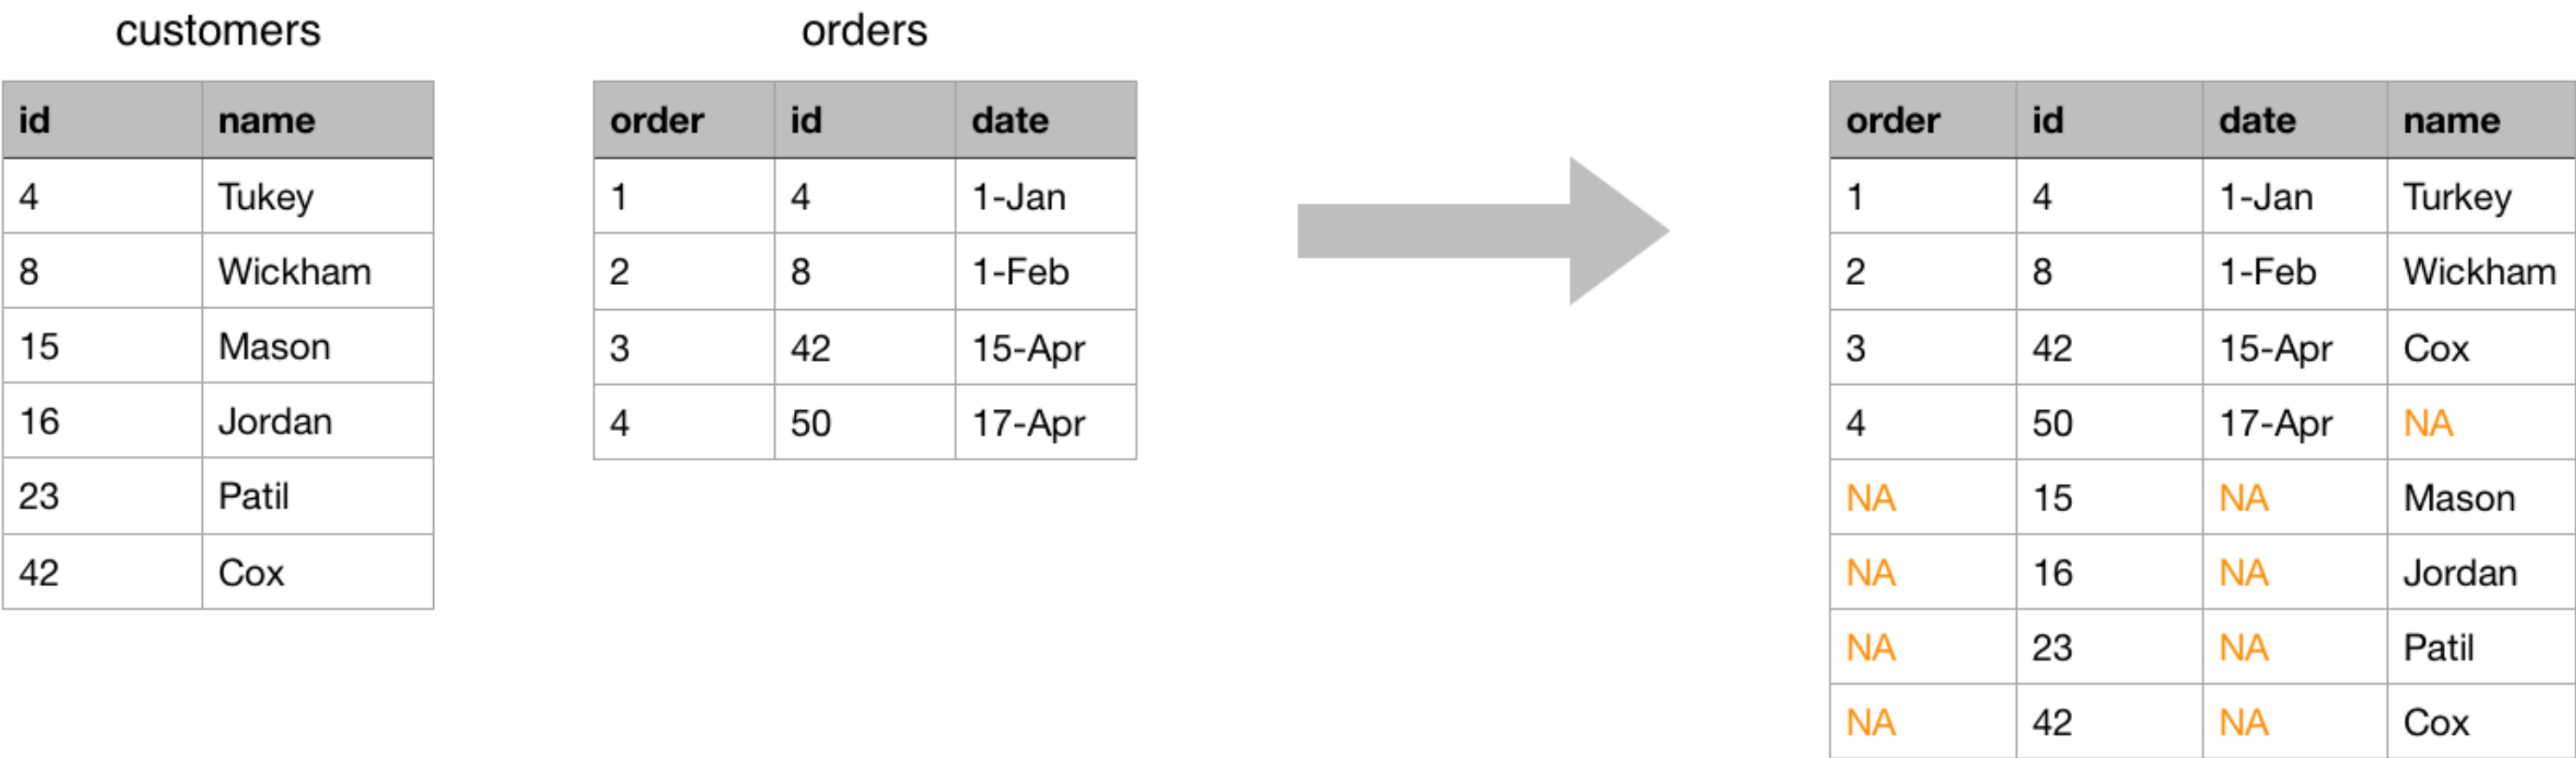 customers
id name
4 Tukey
8 Wickham
15 Mason
16 Jordan
23 Patil
42 Cox
orders
order id date
1 4 1-Jan
2 8 1-Feb
3 42 15-Apr
4 50 17-Apr
order id date name
1 4 1-Jan Turkey
2 8 1-Feb Wickham
3 42 15-Apr Cox
4 50 17-Apr NA
NA 15 NA Mason
NA 16 NA Jordan
NA 23 NA Patil
NA 42 NA Cox